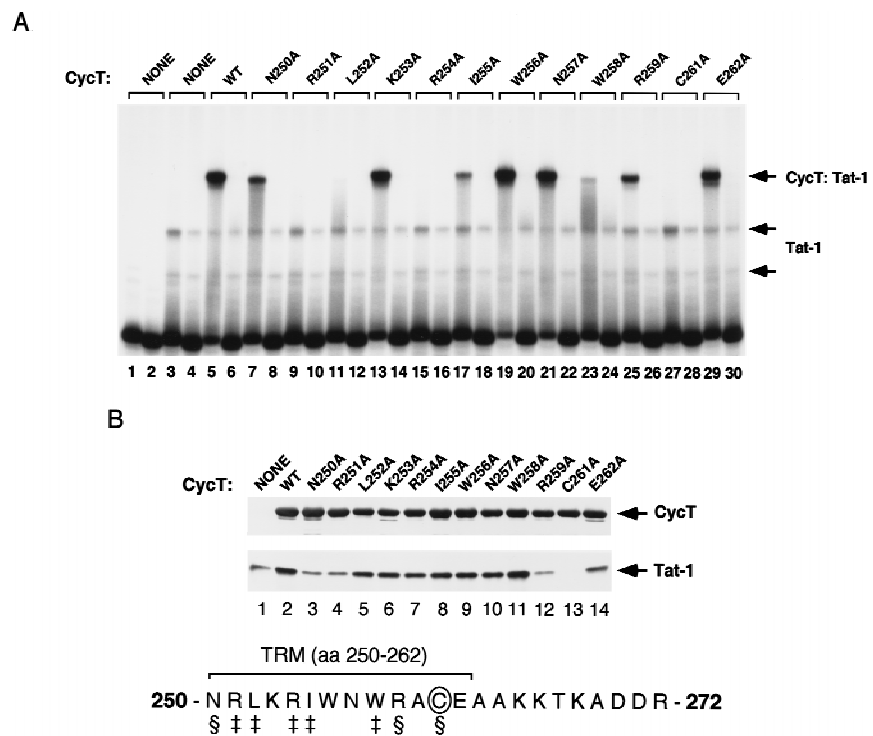 A
CycT: NONE NONE WT N250A R251A L252A K253A R254A I255A W256A N257A W258A R259A C261A E262A
CycT: Tat-1
Tat-1
1 2 3 4 5 6 7 8 9 10 11 12 13 14 15 16 17 18 19 20 21 22 23 24 25 26 27 28 29 30
B
CycT: NONE WT N250A R251A L252A K253A R254A I255A W256A N257A W258A R259A C261A E262A
CycT
Tat-1
1 2 3 4 5 6 7 8 9 10 11 12 13 14
TRM (aa 250-262)
250 - N R L K R I W N W R A C E A A K K T K A D D R - 272
§ ‡ ‡ ‡ ‡ ‡ § §